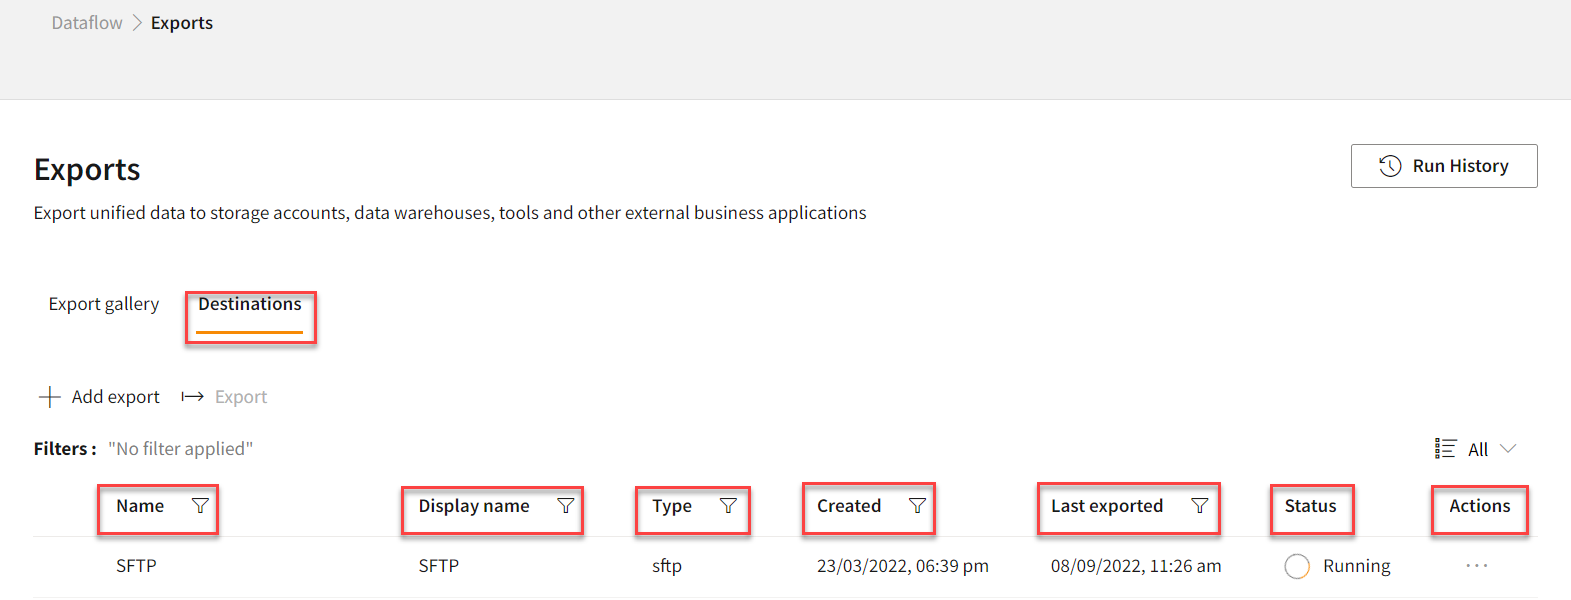 Dataflow > Exports
Exports
Run History
Export unified data to storage accounts, data warehouses, tools and other external business applications
Export gallery Destinations
Add export Export
Filters : "No filter applied" All
Name Display name Type Created Last exported Status Actions
SFTP SFTP sftp 23/03/2022, 06:39 pm 08/09/2022, 11:26 am Running ...